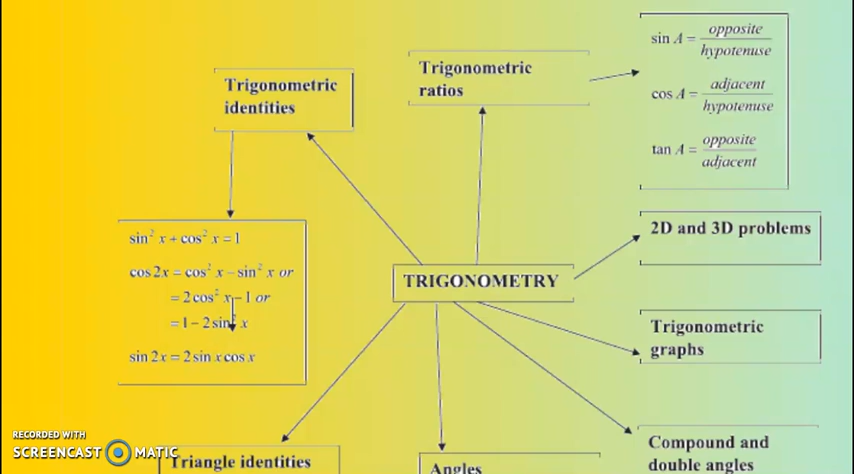 Trigonometric
identities
Trigonometric
ratios
sin A = opposite / hypotenuse
cos A = adjacent / hypotenuse
tan A = opposite / adjacent
sin² x + cos² x = 1
cos 2x = cos² x − sin² x or
= 2cos² x − 1 or
= 1 − 2sin² x
sin 2x = 2 sin x cos x
TRIGONOMETRY
2D and 3D problems
Trigonometric
graphs
Compound and
double angles
Angles
Triangle identities
RECORDED WITH
SCREENCAST MATIC